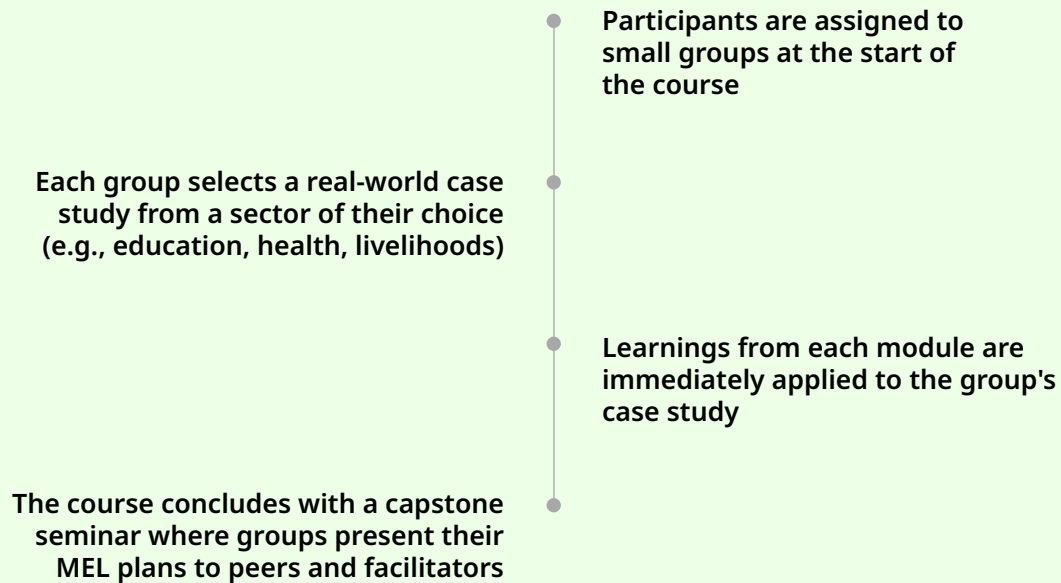 Participants are assigned to
small groups at the start of
the course
Each group selects a real-world case
study from a sector of their choice
(e.g., education, health, livelihoods)
Learnings from each module are
immediately applied to the group's
case study
The course concludes with a capstone
seminar where groups present their
MEL plans to peers and facilitators